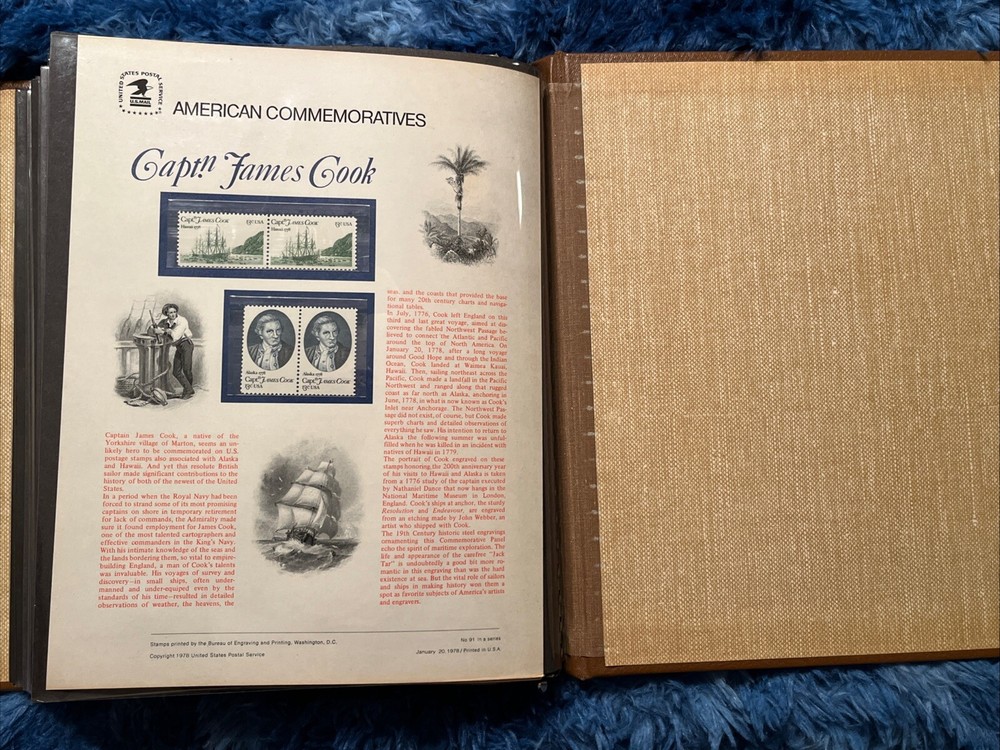 UNITED STATES POSTAL SERVICE
U.S.MAIL
AMERICAN COMMEMORATIVES
Captn James Cook
Captn James Cook
Hawaii 1778
13c USA
Captn James Cook
Hawaii 1778
13c USA
Alaska 1778
Captn James Cook
13c USA
Alaska 1778
Captn James Cook
13c USA
Captain James Cook, a native of the
Yorkshire village of Marton, seems an un-
likely hero to be commemorated on U.S.
postage stamps also associated with Alaska
and Hawaii. And yet this resolute British
sailor made significant contributions to the
history of both of the newest of the United
States.
In a period when the Royal Navy had been
forced to strand some of its most promising
captains on shore in temporary retirement
for lack of commands, the Admiralty made
sure it found employment for James Cook,
one of the most talented cartographers and
effective commanders in the King's Navy.
With his intimate knowledge of the seas and
the lands bordering them, so vital to empire-
building England, a man of Cook's talents
was invaluable. His voyages of survey and
discovery—in small ships, often under-
manned and under-equiped even by the
standards of his time—resulted in detailed
observations of weather, the heavens, the
seas, and the coasts that provided the base
for many 20th century charts and naviga-
tional tables.
In July, 1776, Cook left England on this
third and last great voyage, aimed at dis-
covering the fabled Northwest Passage be-
lieved to connect the Atlantic and Pacific
around the top of North America. On
January 20, 1778, after a long voyage
around Good Hope and through the Indian
Ocean, Cook landed at Waimea Kauai,
Hawaii. Then, sailing northeast across the
Pacific, Cook made a landfall in the Pacific
Northwest and ranged along that rugged
coast as far north as Alaska, anchoring in
June, 1778, in what is now known as Cook's
Inlet near Anchorage. The Northwest Pas-
sage did not exist, of course, but Cook made
superb charts and detailed observations of
everything he saw. His intention to return to
Alaska the following summer was unful-
filled when he was killed in an incident with
natives of Hawaii in 1779.
The portrait of Cook engraved on these
stamps honoring the 200th anniversary year
of his visits to Hawaii and Alaska is taken
from a 1776 study of the captain executed
by Nathaniel Dance that now hangs in the
National Maritime Museum in London,
England. Cook's ships at anchor, the sturdy
Resolution and Endeavour, are engraved
from an etching made by John Webber, an
artist who shipped with Cook.
The 19th Century historic steel engravings
ornamenting this Commemorative Panel
echo the spirit of maritime exploration. The
life and appearance of the carefree "Jack
Tar" is undoubtedly a good bit more ro-
mantic in this engraving than was the hard
existence at sea. But the vital role of sailors
and ships in making history won them a
spot as favorite subjects of America's artists
and engravers.
Stamps printed by the Bureau of Engraving and Printing, Washington, D.C.
Copyright 1978 United States Postal Service
No 91 in a series
January 20, 1978 / Printed in U.S.A.